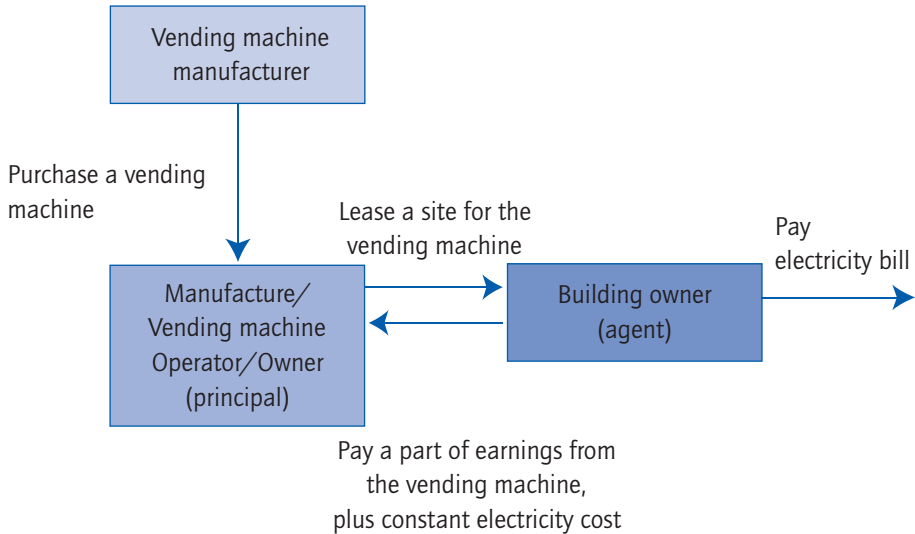 Vending machine
manufacturer
Purchase a vending
machine
Lease a site for the
vending machine
Pay
electricity bill
Manufacture/
Vending machine
Operator/Owner
(principal)
Building owner
(agent)
Pay a part of earnings from
the vending machine,
plus constant electricity cost